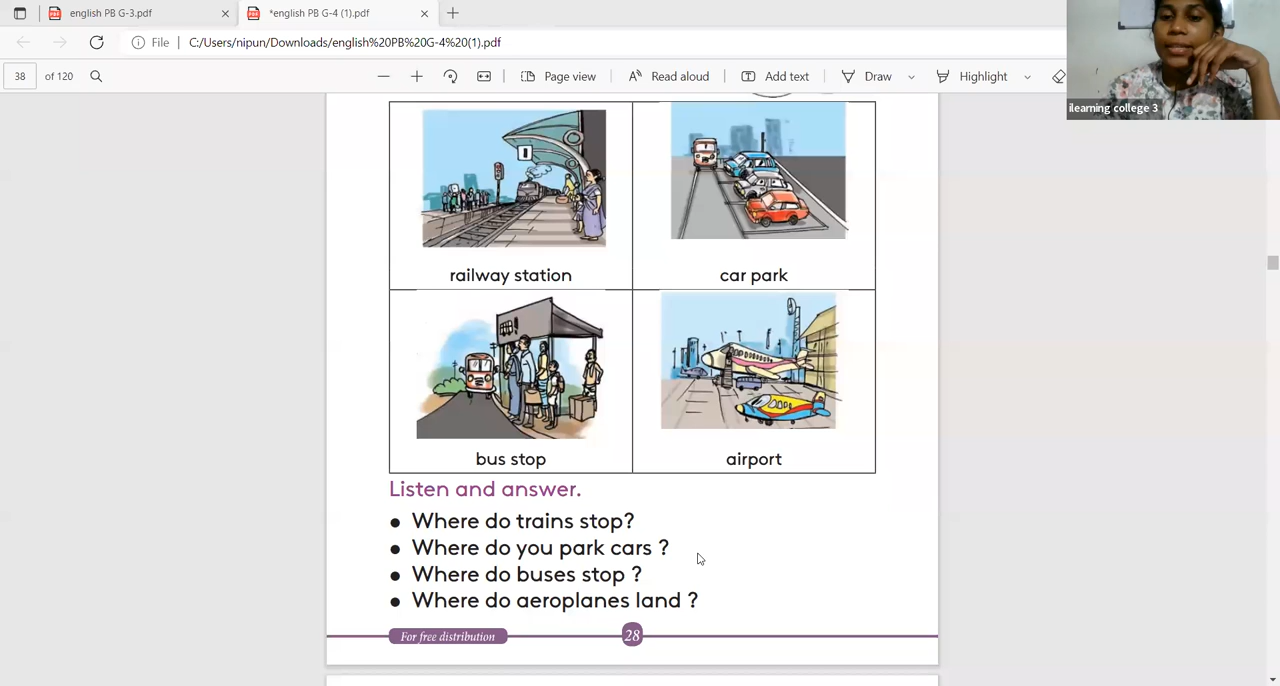 english PB G-3.pdf
*english PB G-4 (1).pdf
File
C:/Users/nipun/Downloads/english%20PB%20G-4%20(1).pdf
38 of 120
Page view
Read aloud
Add text
Draw
Highlight
ilearning college 3
railway station
car park
bus stop
airport
Listen and answer.
• Where do trains stop?
• Where do you park cars ?
• Where do buses stop ?
• Where do aeroplanes land ?
For free distribution
28